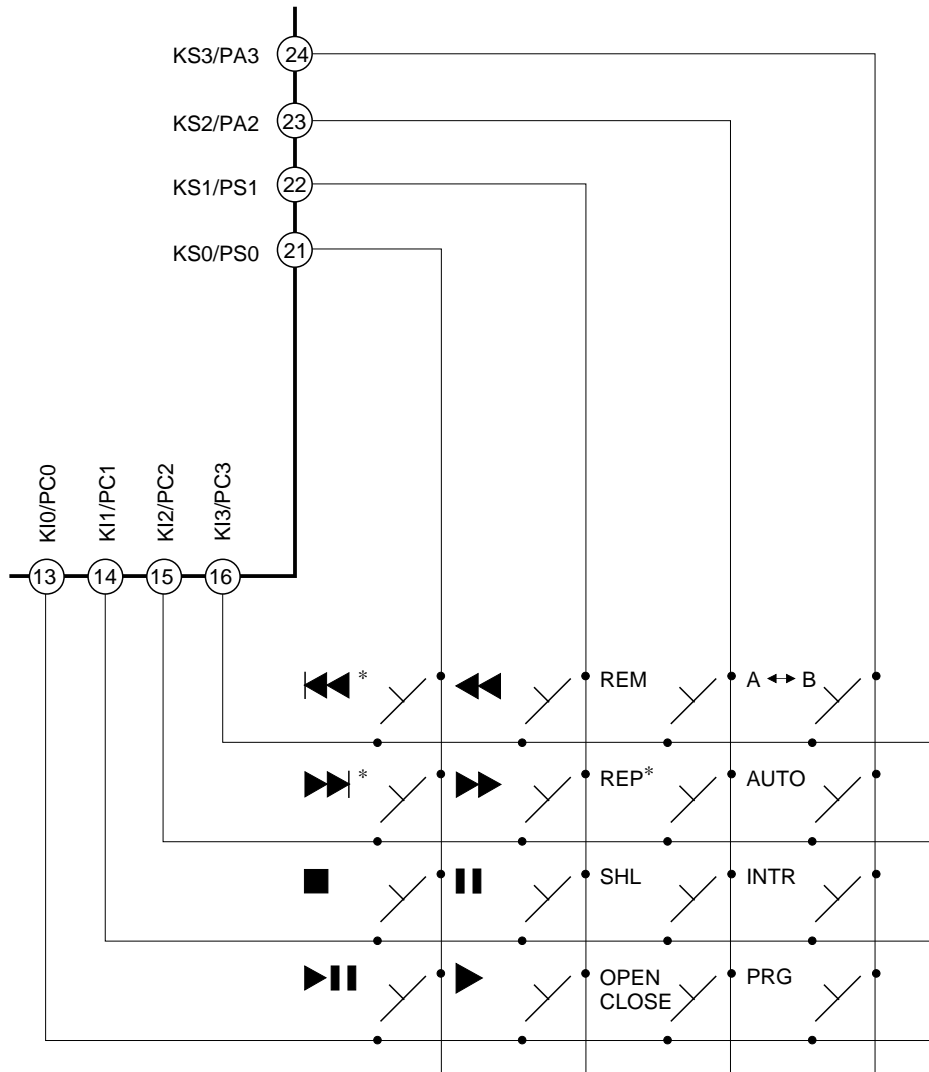 KS3/PA3 24
KS2/PA2 23
KS1/PS1 22
KS0/PS0 21
KI0/PC0 KI1/PC1 KI2/PC2 KI3/PC3
13 14 15 16
* REM A ↔ B
* REP* AUTO
SHL INTR
OPEN PRG
CLOSE